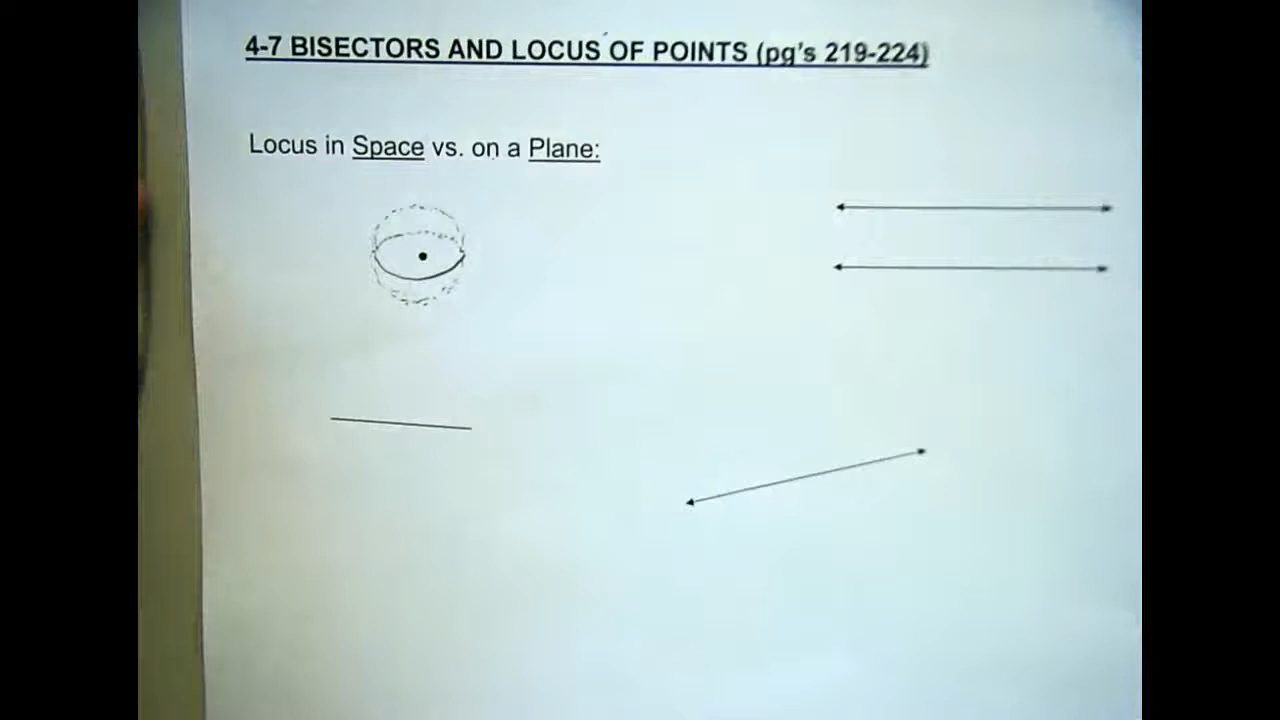 4-7 BISECTORS AND LOCUS OF POINTS (pg's 219-224)
Locus in Space vs. on a Plane: